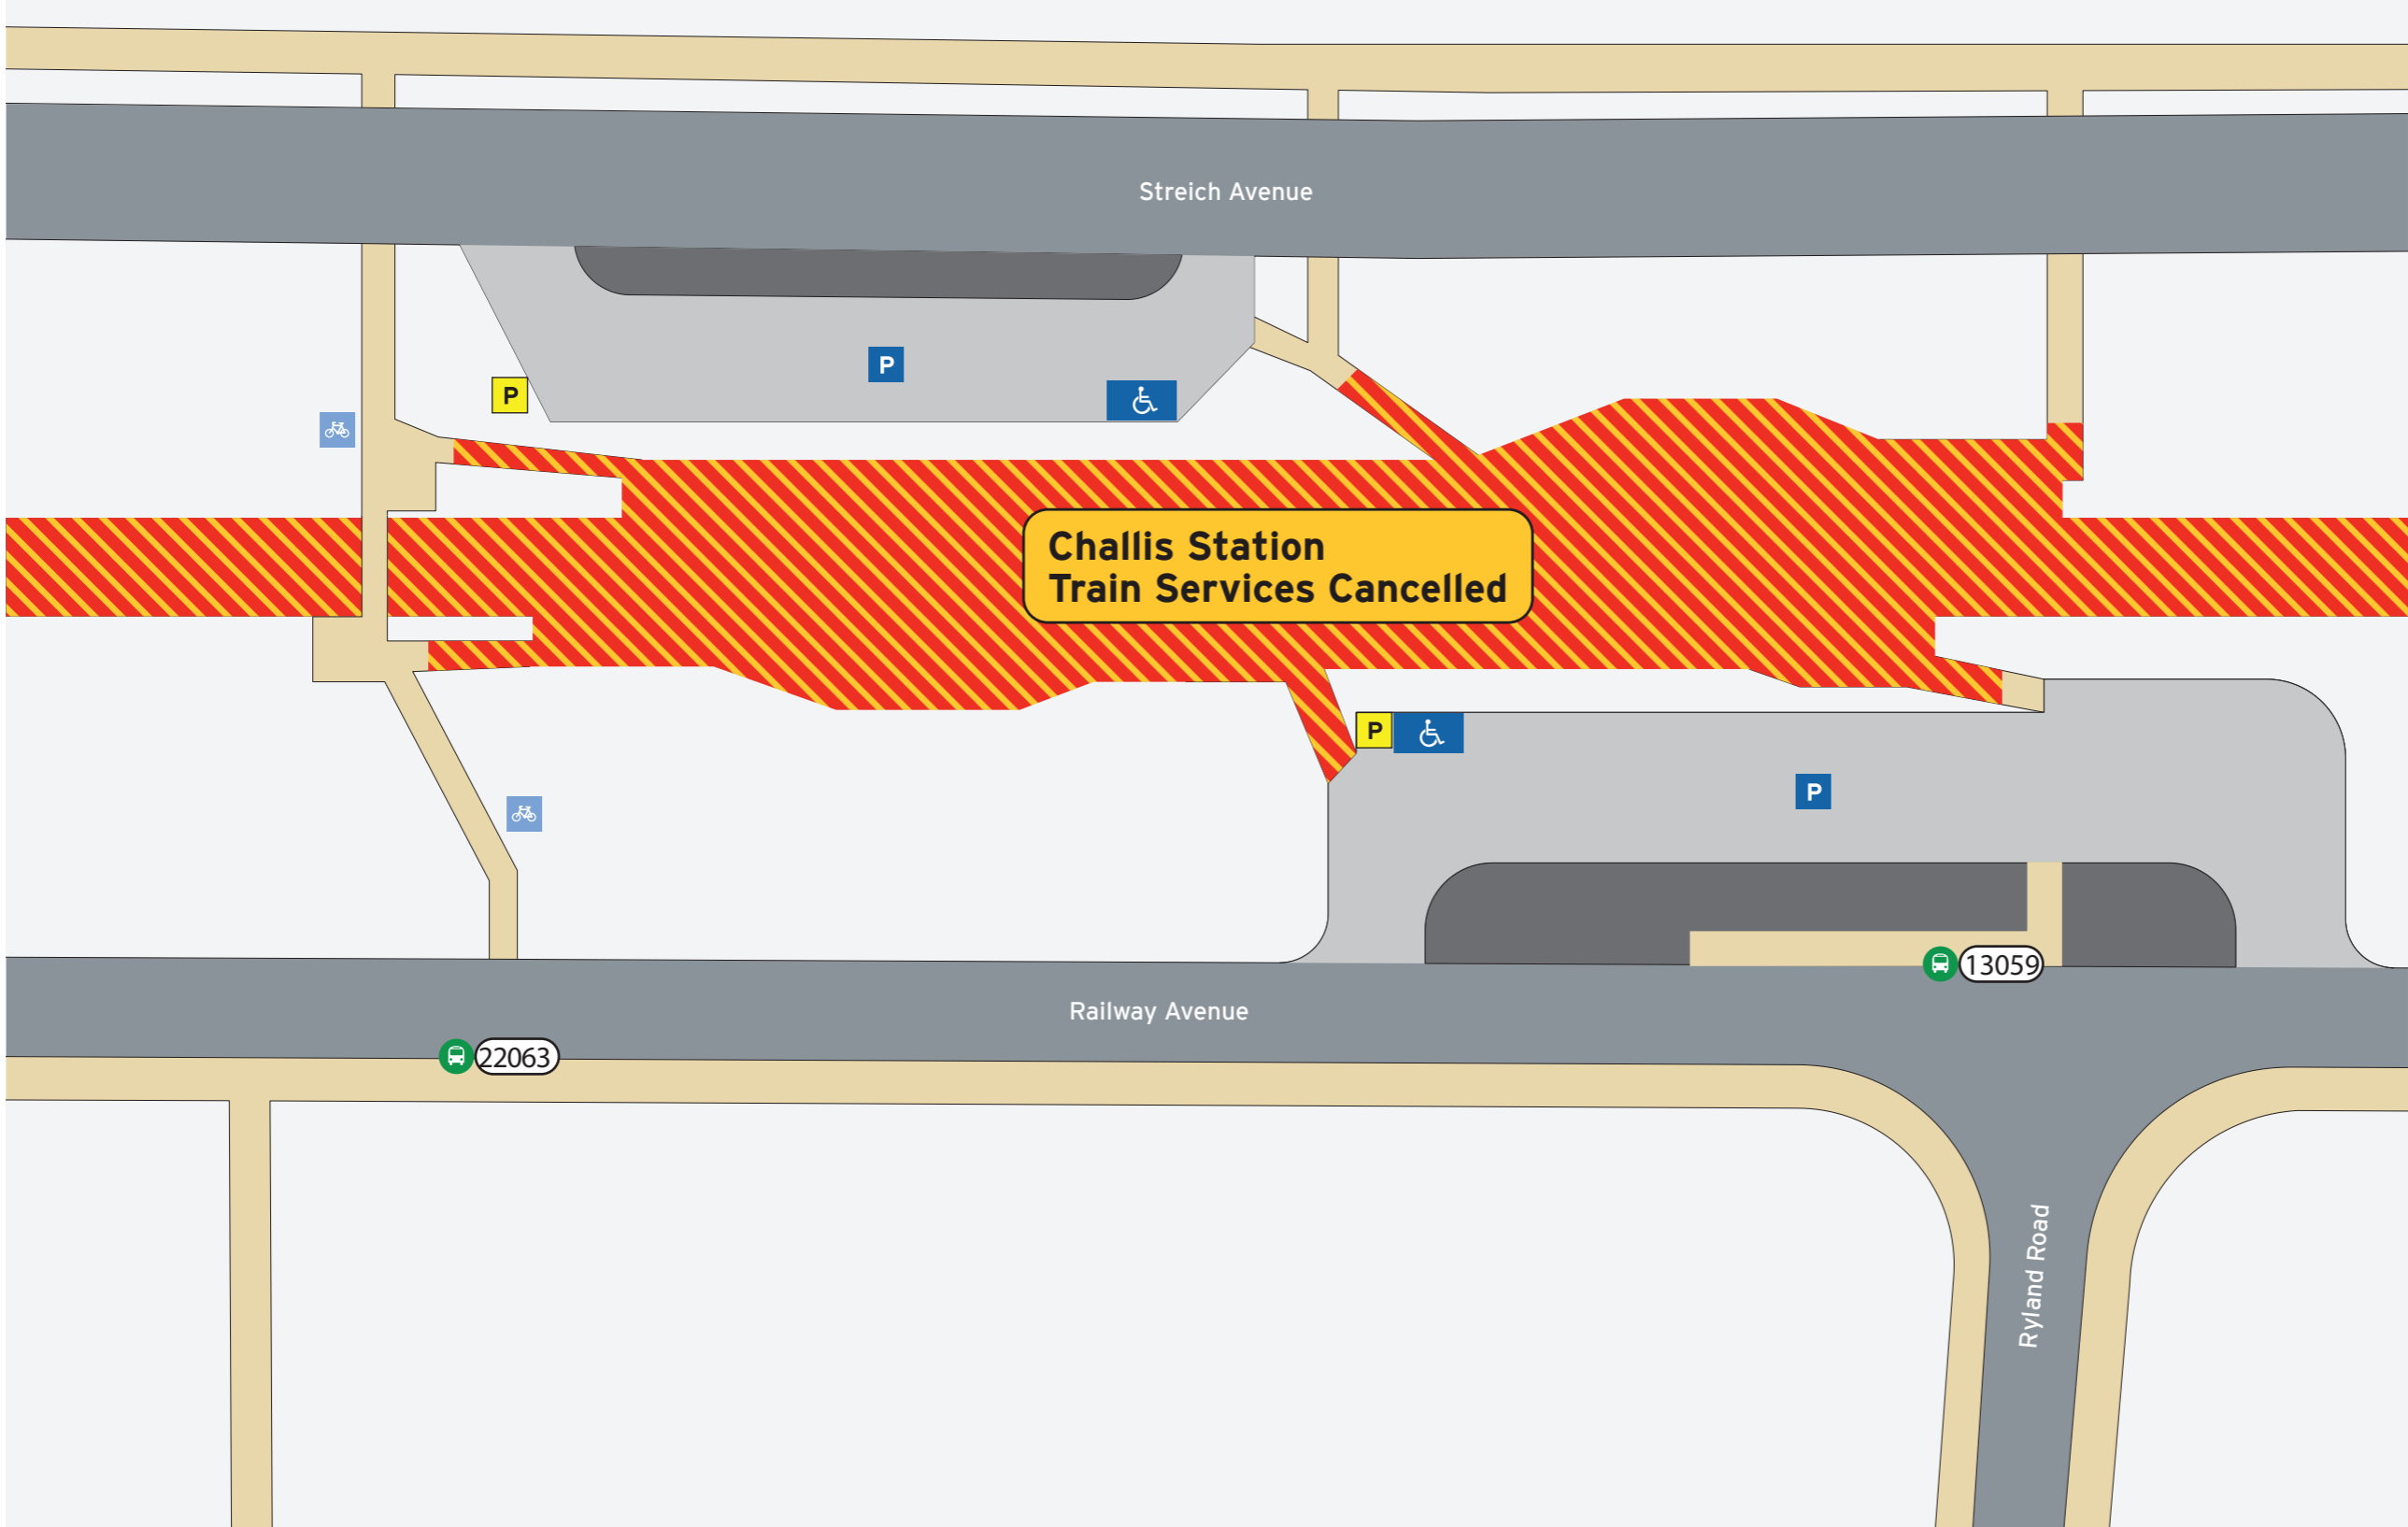 Streich Avenue
P
P
Challis Station
Train Services Cancelled
P
P
13059
Railway Avenue
22063
Ryland Road